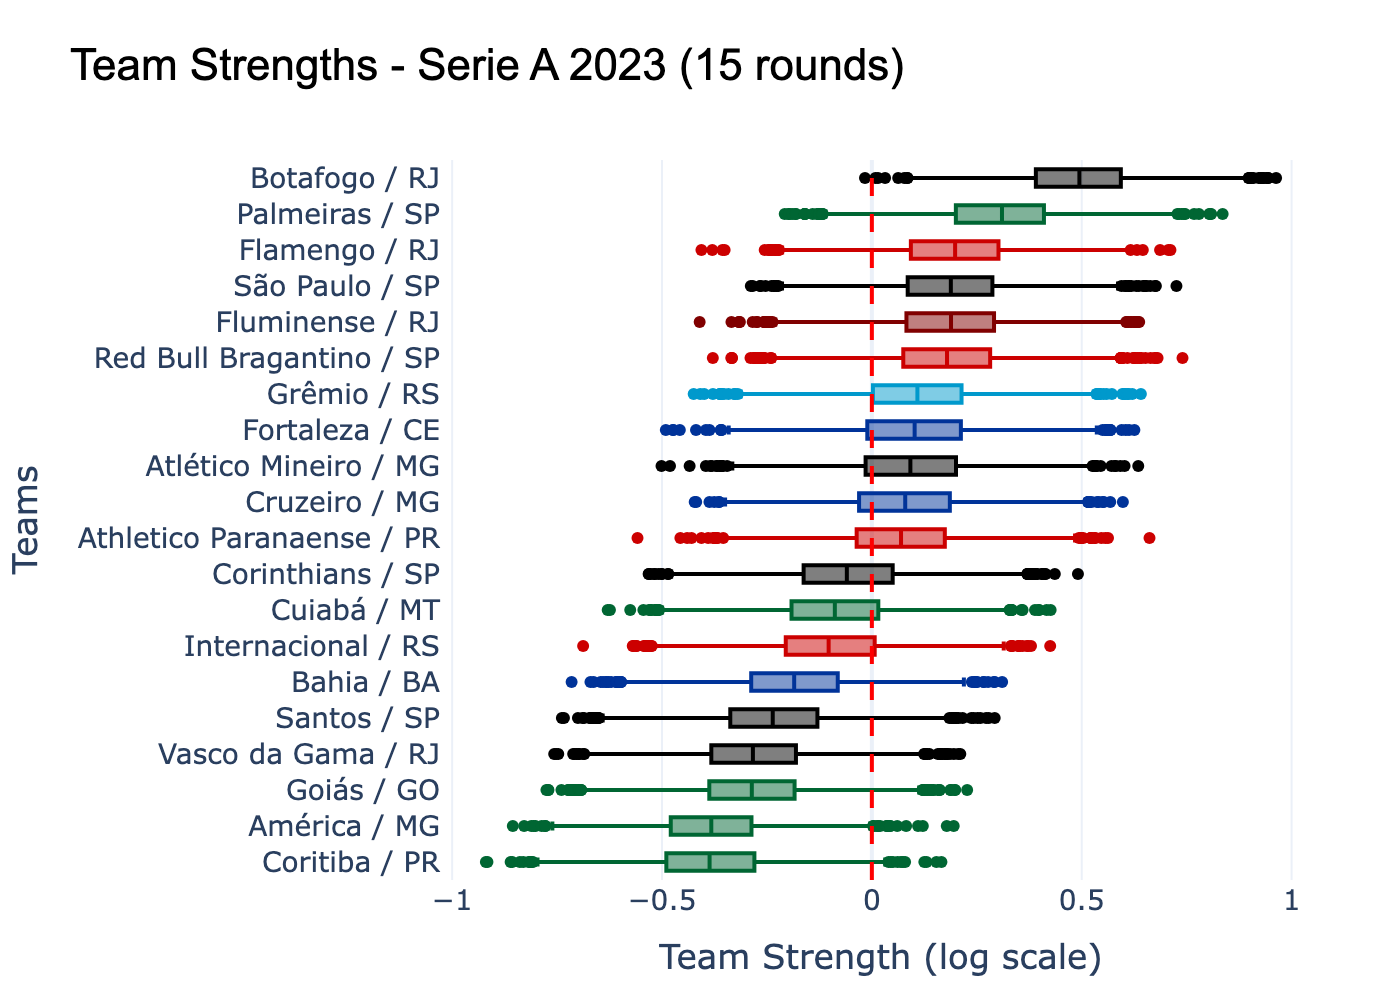 Team Strengths - Serie A 2023 (15 rounds)
Teams
Botafogo / RJ
Palmeiras / SP
Flamengo / RJ
São Paulo / SP
Fluminense / RJ
Red Bull Bragantino / SP
Grêmio / RS
Fortaleza / CE
Atlético Mineiro / MG
Cruzeiro / MG
Athletico Paranaense / PR
Corinthians / SP
Cuiabá / MT
Internacional / RS
Bahia / BA
Santos / SP
Vasco da Gama / RJ
Goiás / GO
América / MG
Coritiba / PR
−1 −0.5 0 0.5 1
Team Strength (log scale)